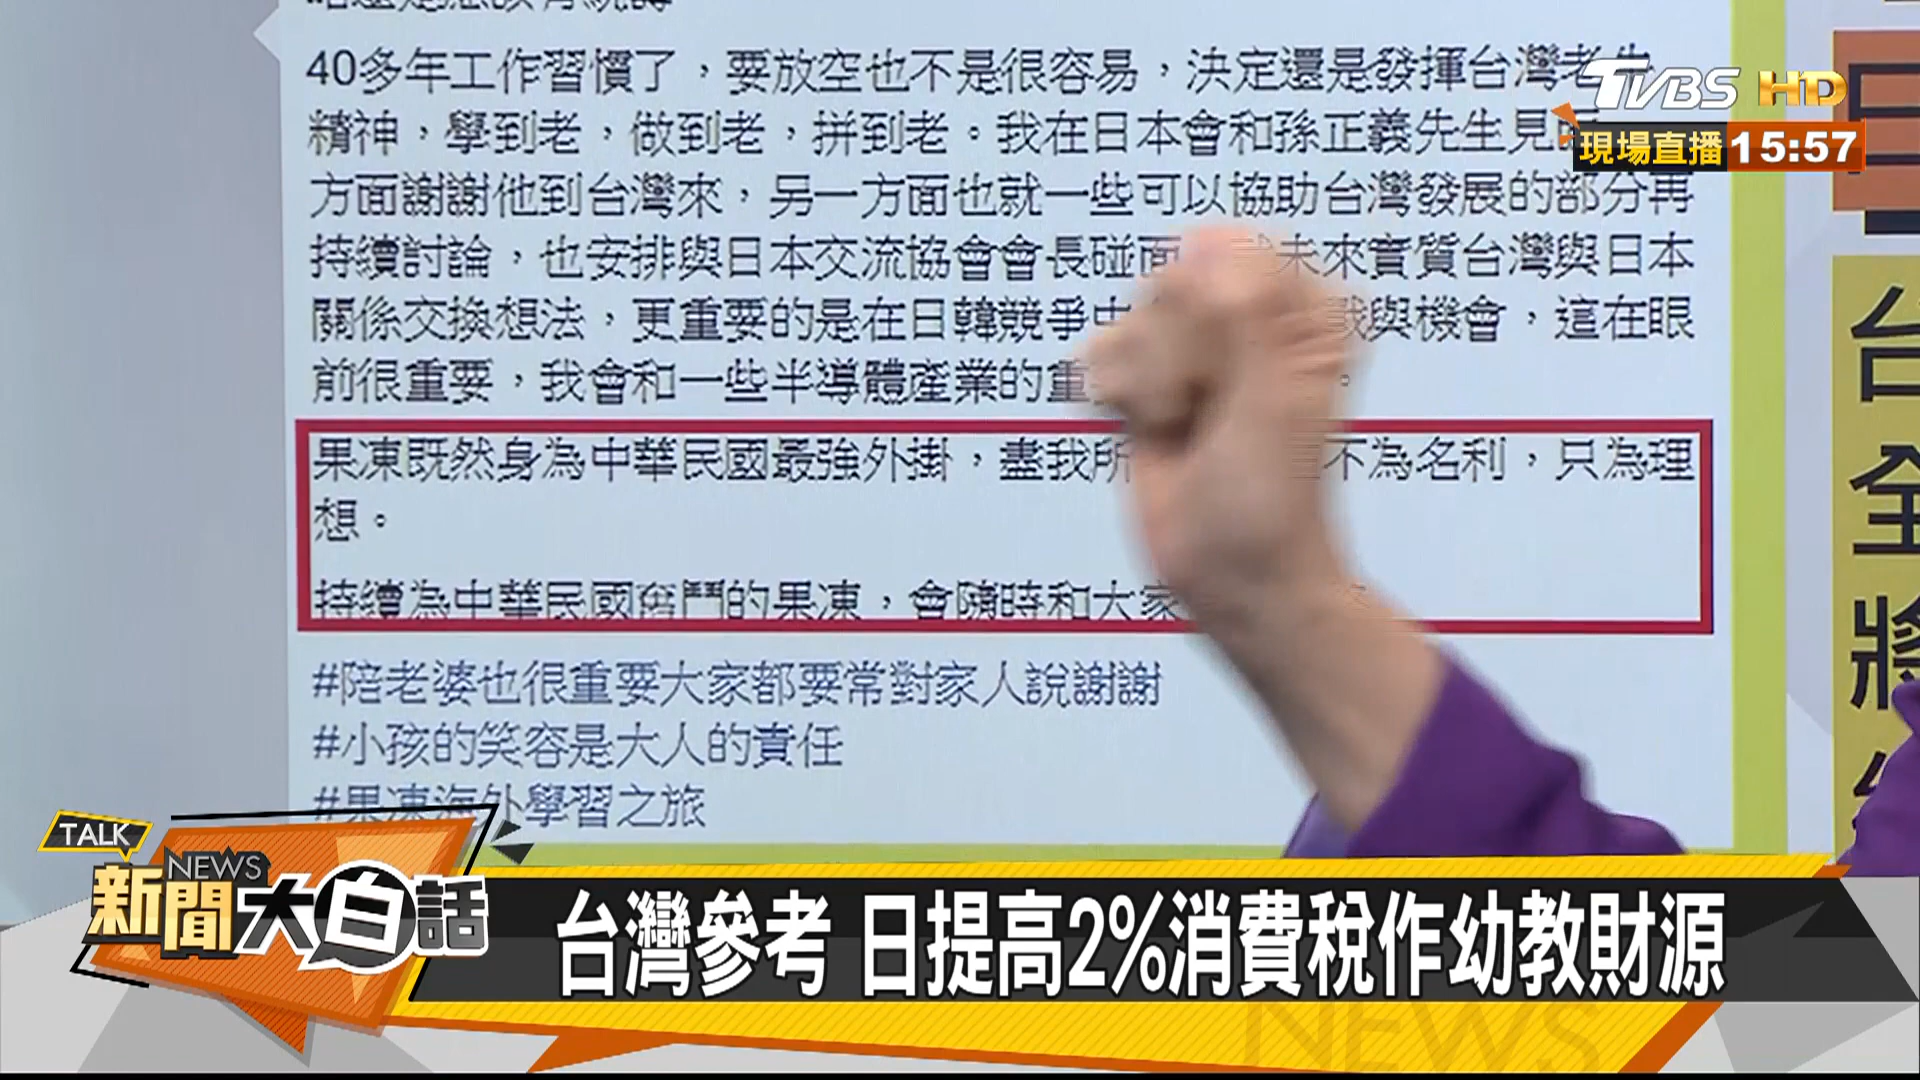 40多年工作習慣了，要放空也不是很容易，決定還是發揮台灣老
精神，學到老，做到老，拼到老。我在日本會和孫正義先生見
方面謝謝他到台灣來，另一方面也就一些可以協助台灣發展的部分再
持續討論，也安排與日本交流協會會長碰面 未來實質台灣與日本
關係交換想法，更重要的是在日韓競爭中 戰與機會，這在眼
前很重要，我會和一些半導體產業的重 。
果凍既然身為中華民國最強外掛，盡我所 不為名利，只為理
想。
持續為中華民國奮鬥的果凍，會隨時和大家
#陪老婆也很重要大家都要常對家人說謝謝
#小孩的笑容是大人的責任
#果凍海外學習之旅
TVBS HD
現場直播 15:57
台
全
將
TALK
NEWS
新聞大白話
台灣參考 日提高2%消費稅作幼教財源
NEWS